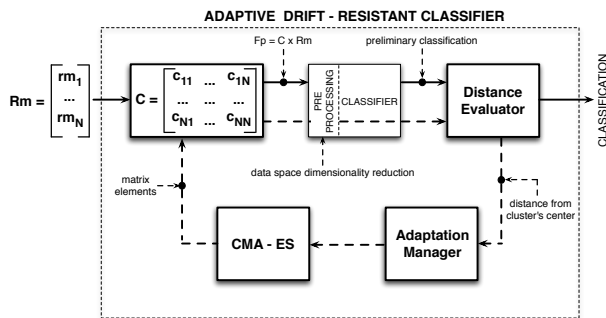 ADAPTIVE DRIFT - RESISTANT CLASSIFIER
Fp = C x Rm
preliminary classification
Rm =
rm1
...
rmN
C =
c11 ... c1N
... ... ...
cN1 ... cNN
PRE
PROCESSING
CLASSIFIER
Distance
Evaluator
CLASSIFICATION
matrix
elements
data space dimensionality reduction
distance from
cluster's center
CMA - ES
Adaptation
Manager